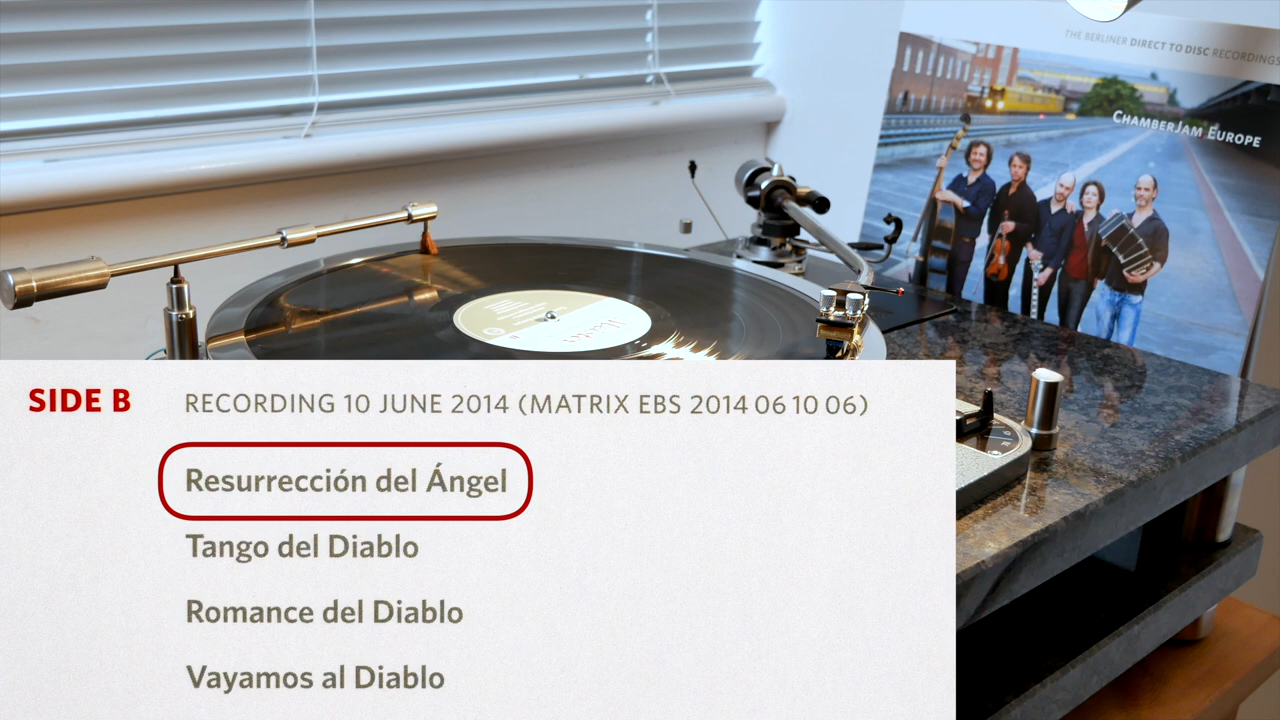 THE BERLINER DIRECT TO DISC RECORDINGS
CHAMBERJAM EUROPE
SIDE B RECORDING 10 JUNE 2014 (MATRIX EBS 2014 06 10 06)
Resurrección del Ángel
Tango del Diablo
Romance del Diablo
Vayamos al Diablo